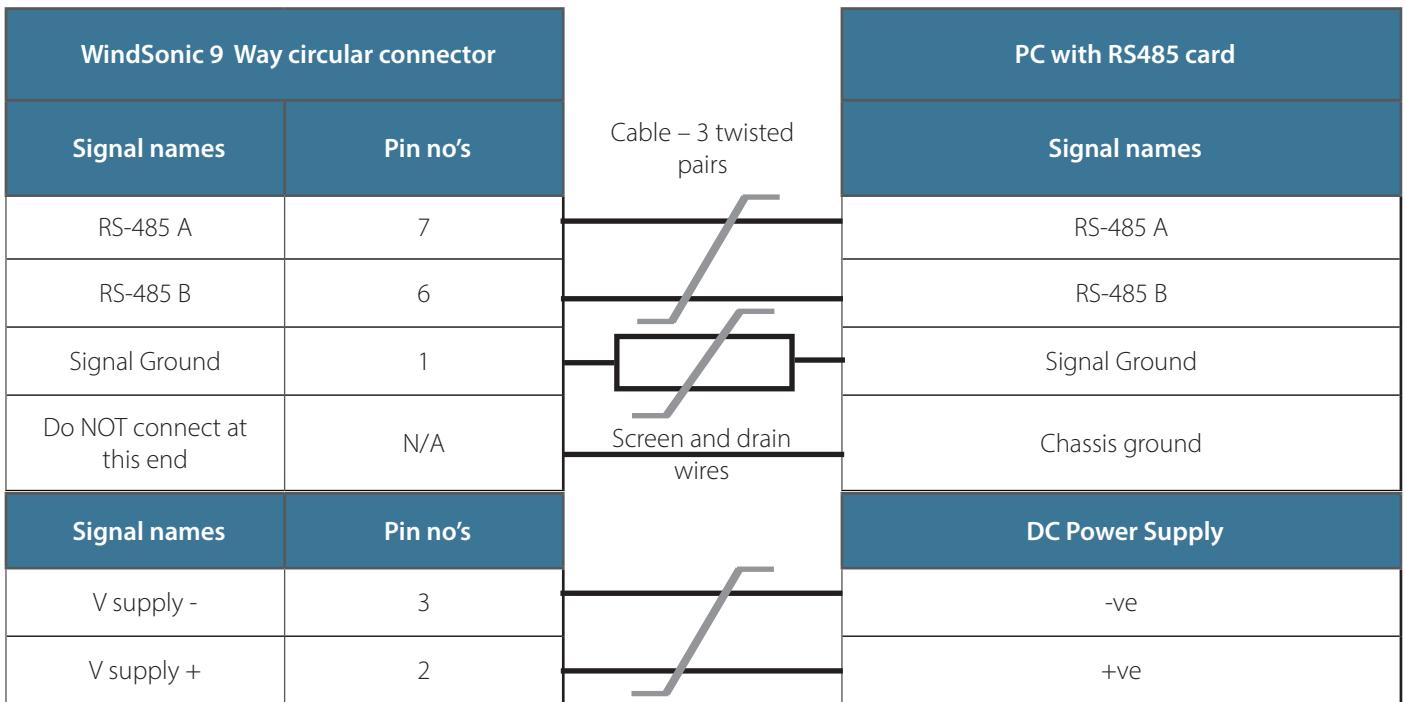 WindSonic 9 Way circular connector
PC with RS485 card
Signal names
Pin no's
Cable – 3 twisted
pairs
Signal names
RS-485 A
7
RS-485 A
RS-485 B
6
RS-485 B
Signal Ground
1
Signal Ground
Do NOT connect at
this end
N/A
Screen and drain
wires
Chassis ground
Signal names
Pin no's
DC Power Supply
V supply -
3
-ve
V supply +
2
+ve